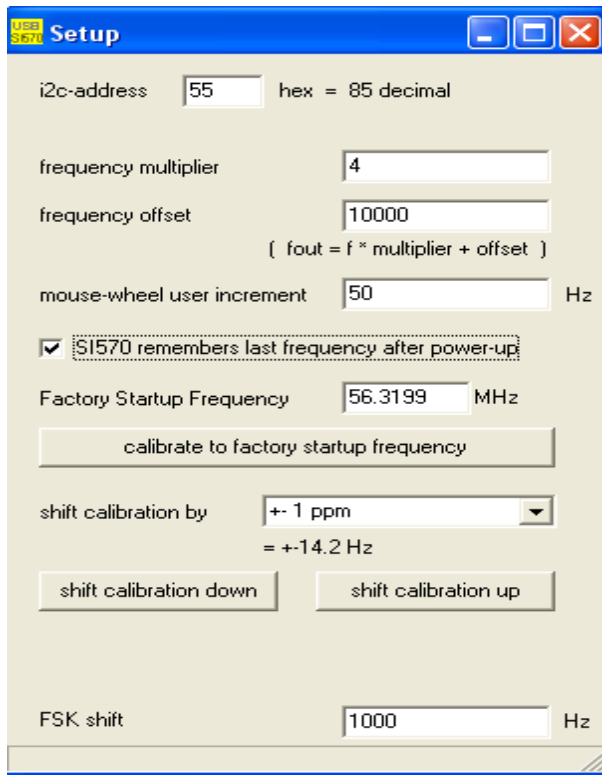 USB
SI570 Setup
i2c-address 55 hex = 85 decimal
frequency multiplier 4
frequency offset 10000
( fout = f * multiplier + offset )
mouse-wheel user increment 50 Hz
SI570 remembers last frequency after power-up
Factory Startup Frequency 56.3199 MHz
calibrate to factory startup frequency
shift calibration by +- 1 ppm
= +-14.2 Hz
shift calibration down shift calibration up
FSK shift 1000 Hz